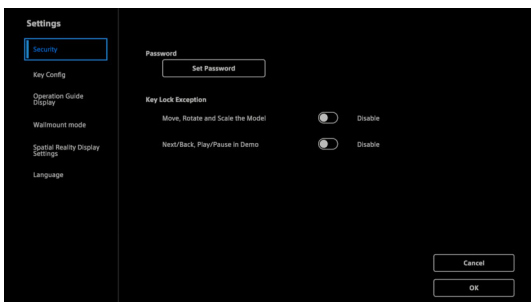 Settings
Security
Key Config
Operation Guide
Display
Wallmount mode
Spatial Reality Display
Settings
Language
Password
Set Password
Key Lock Exception
Move, Rotate and Scale the Model
Disable
Next/Back, Play/Pause in Demo
Disable
Cancel
OK